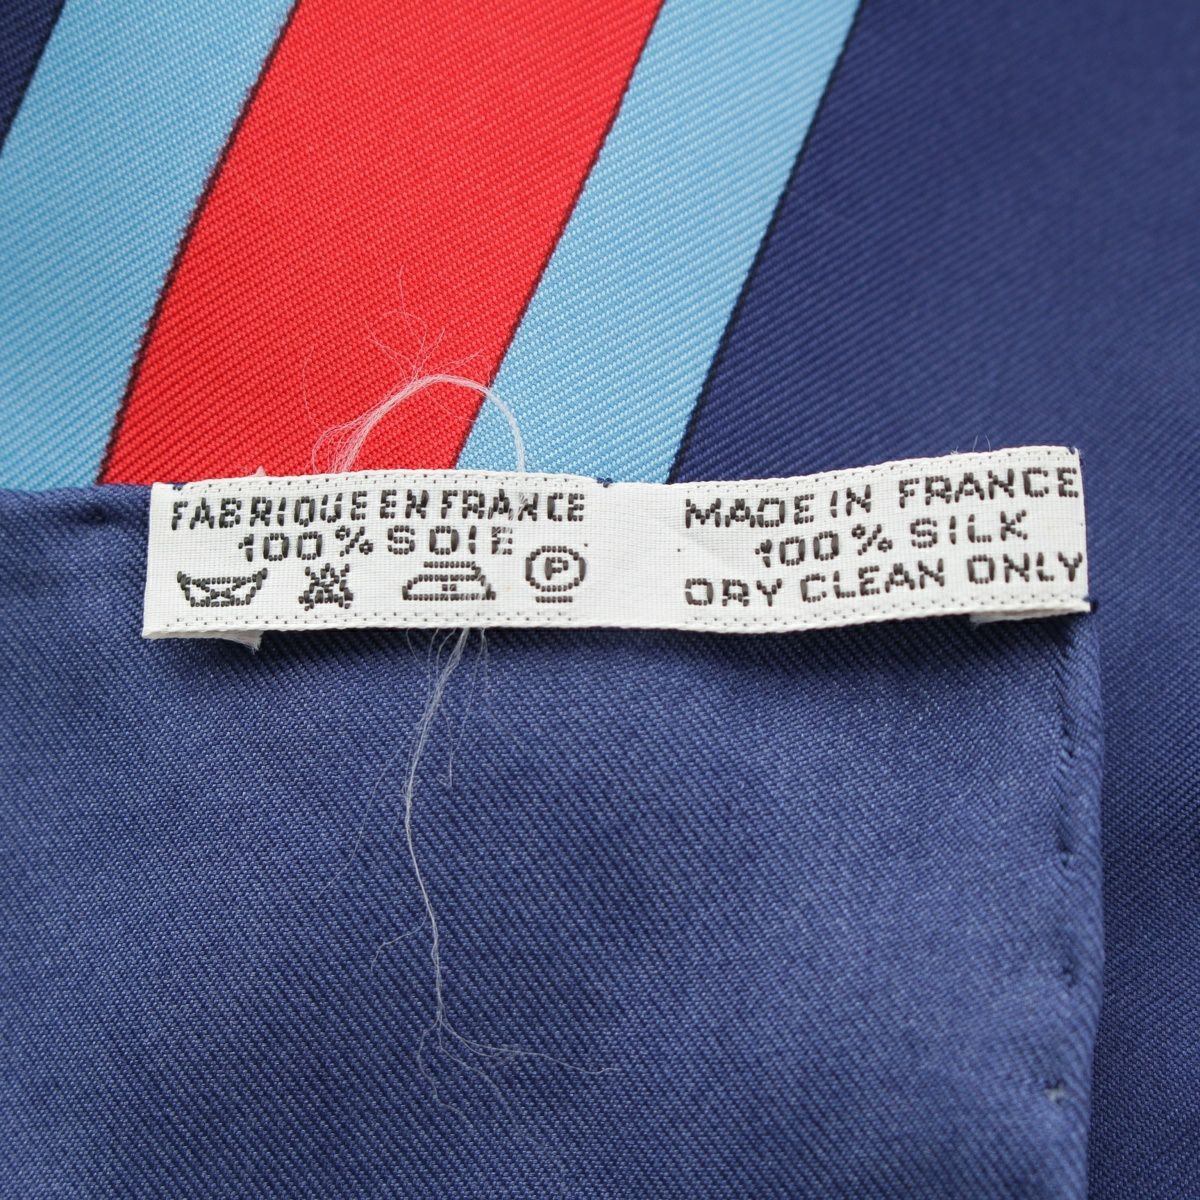 FABRIQUE EN FRANCE
100% SOIE
P
MADE IN FRANCE
100% SILK
DRY CLEAN ONLY